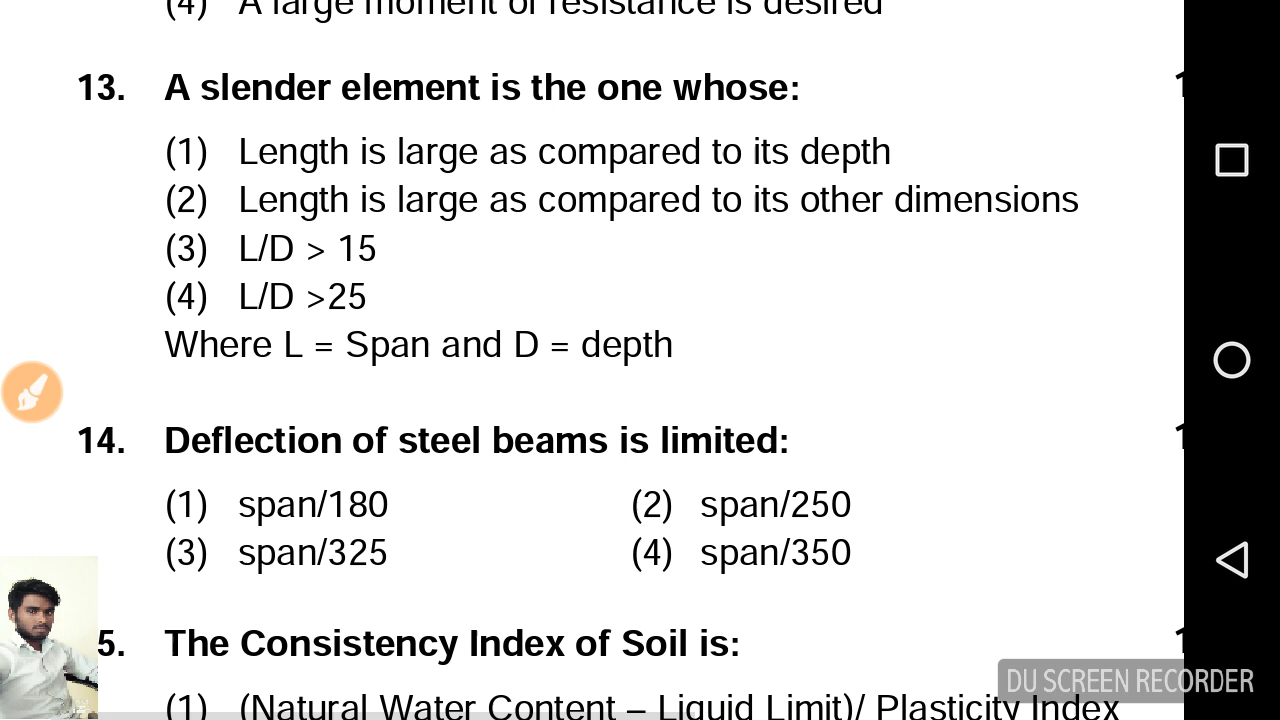 (4) A large moment of resistance is desired
13. A slender element is the one whose: 1
(1) Length is large as compared to its depth
(2) Length is large as compared to its other dimensions
(3) L/D > 15
(4) L/D >25
Where L = Span and D = depth
14. Deflection of steel beams is limited: 1
(1) span/180 (2) span/250
(3) span/325 (4) span/350
5. The Consistency Index of Soil is: 1
(1) (Natural Water Content – Liquid Limit)/ Plasticity Index
DU SCREEN RECORDER